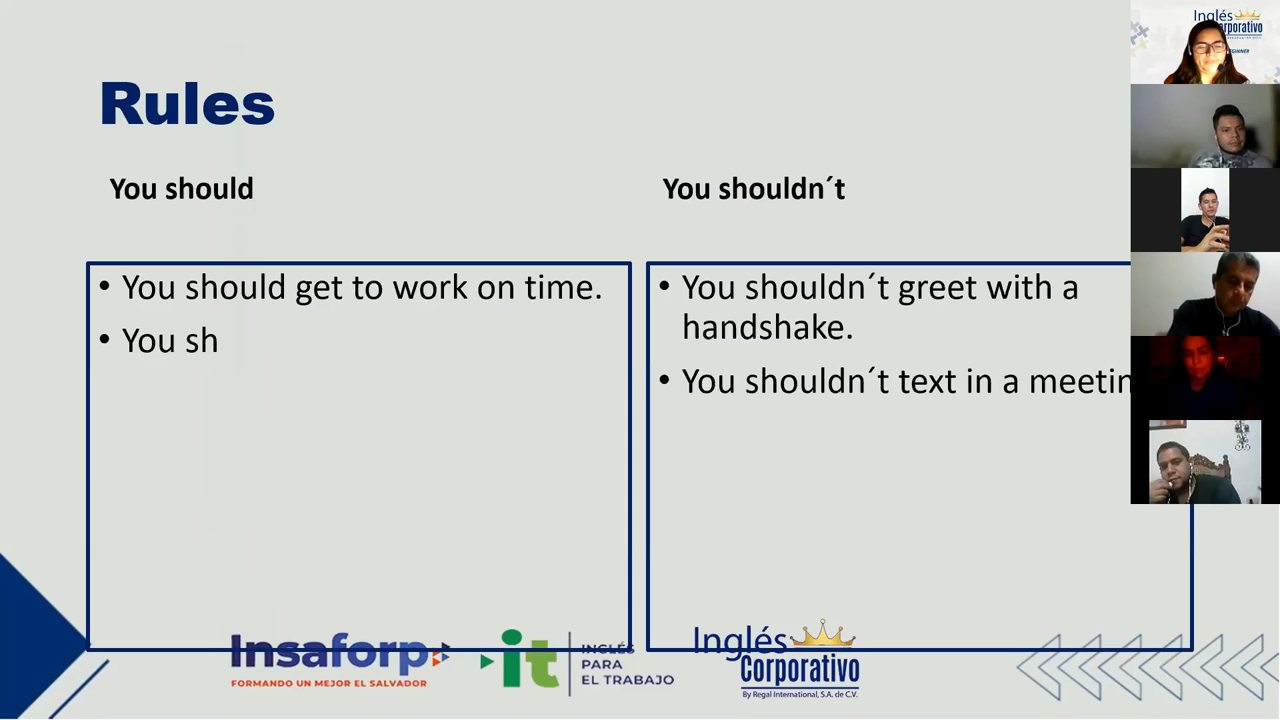 Rules
You should
You shouldn´t
• You should get to work on time.
• You sh
• You shouldn´t greet with a
handshake.
• You shouldn´t text in a meetin
Insaforp
FORMANDO UN MEJOR EL SALVADOR
it
INGLÉS
PARA
EL TRABAJO
Inglés
Corporativo
By Regal International, S.A. de C.V.
Inglés